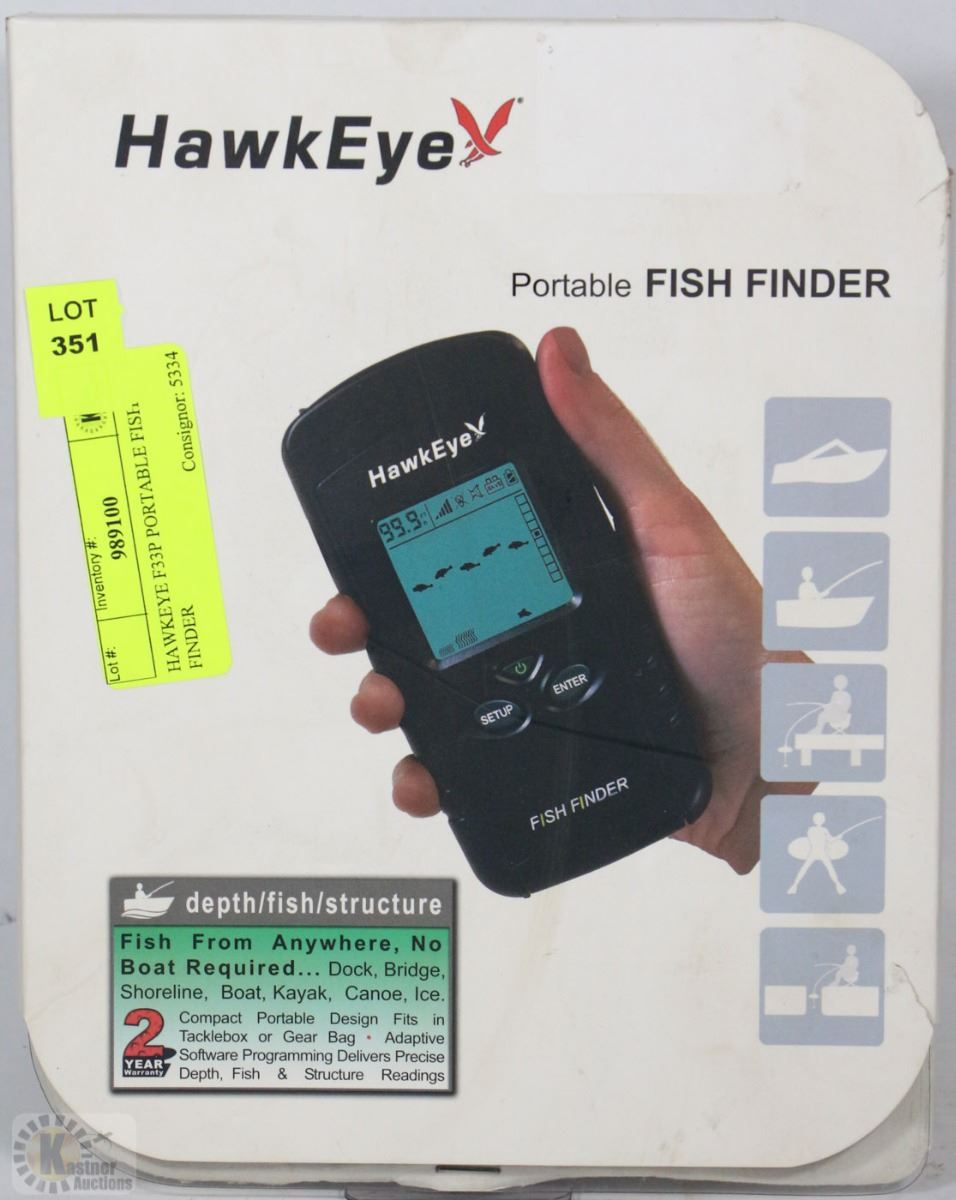 HawkEye
Portable FISH FINDER
LOT
351
Lot #:
Inventory #:
989100
HAWKEYE F33P PORTABLE FISH
FINDER
Consignor: 5334
HawkEye
99.9
SETUP
ENTER
FISH FINDER
depth/fish/structure
Fish From Anywhere, No
Boat Required... Dock, Bridge,
Shoreline, Boat, Kayak, Canoe, Ice.
2
YEAR
Warranty
Compact Portable Design Fits in
Tacklebox or Gear Bag • Adaptive
Software Programming Delivers Precise
Depth, Fish & Structure Readings
Kastner
Auctions